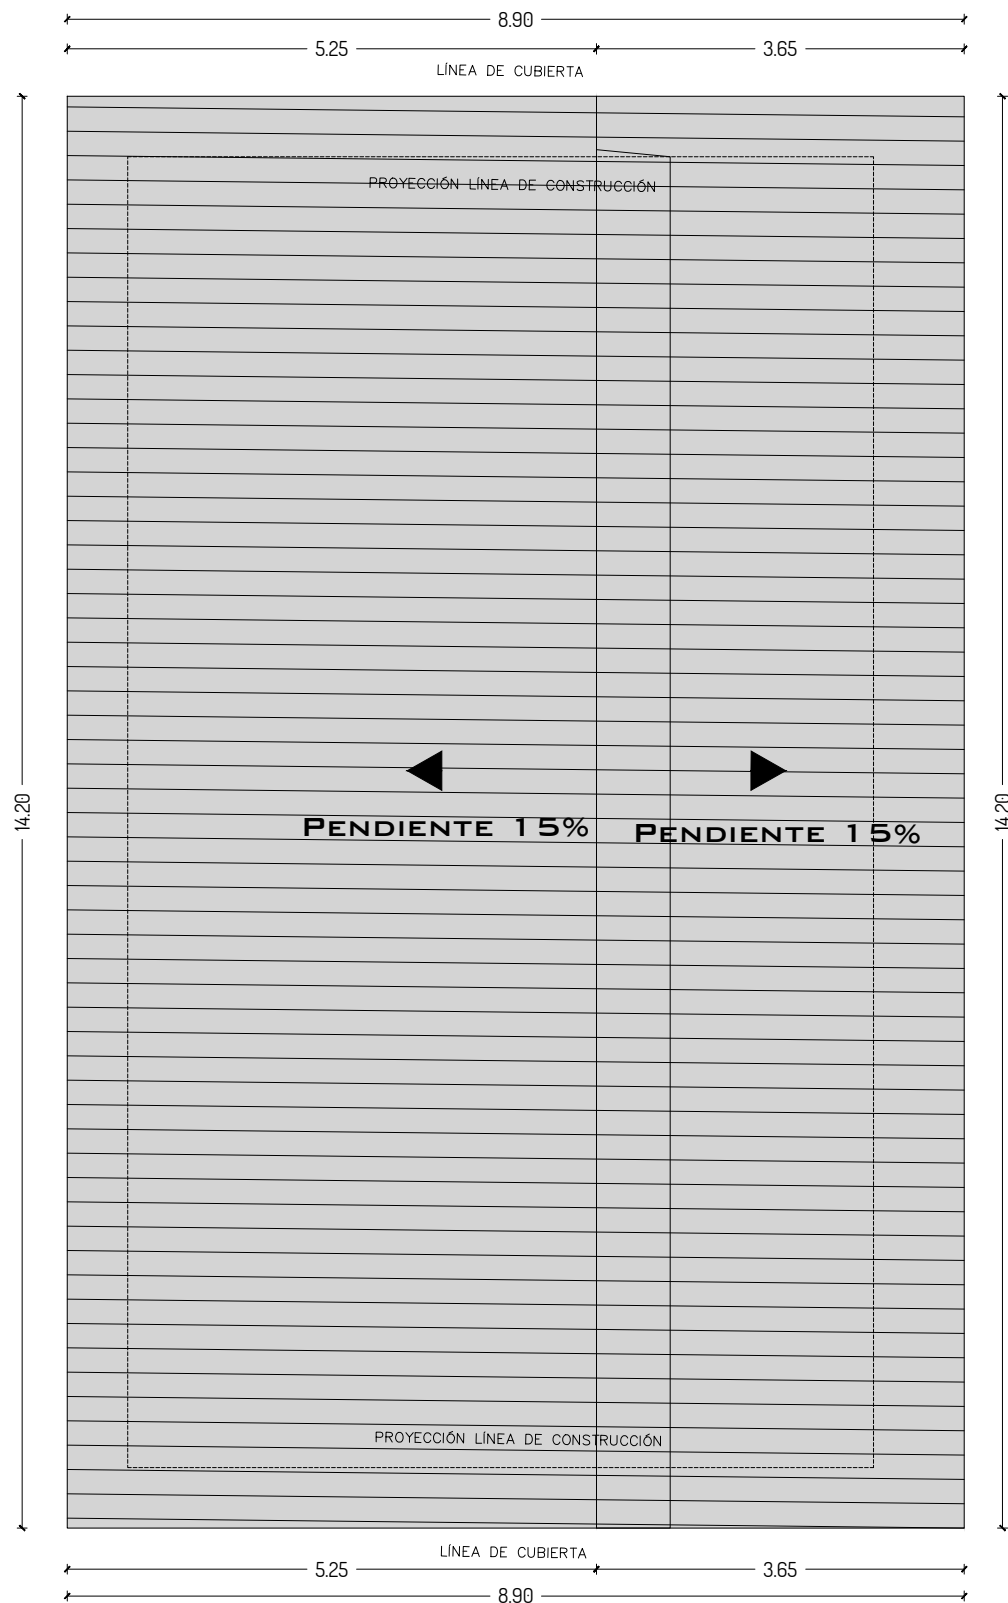 8.90
5.25
3.65
LÍNEA DE CUBIERTA
PROYECCIÓN LÍNEA DE CONSTRUCCIÓN
14.20
14.20
PENDIENTE 15%
PENDIENTE 15%
PROYECCIÓN LÍNEA DE CONSTRUCCIÓN
LÍNEA DE CUBIERTA
5.25
3.65
8.90